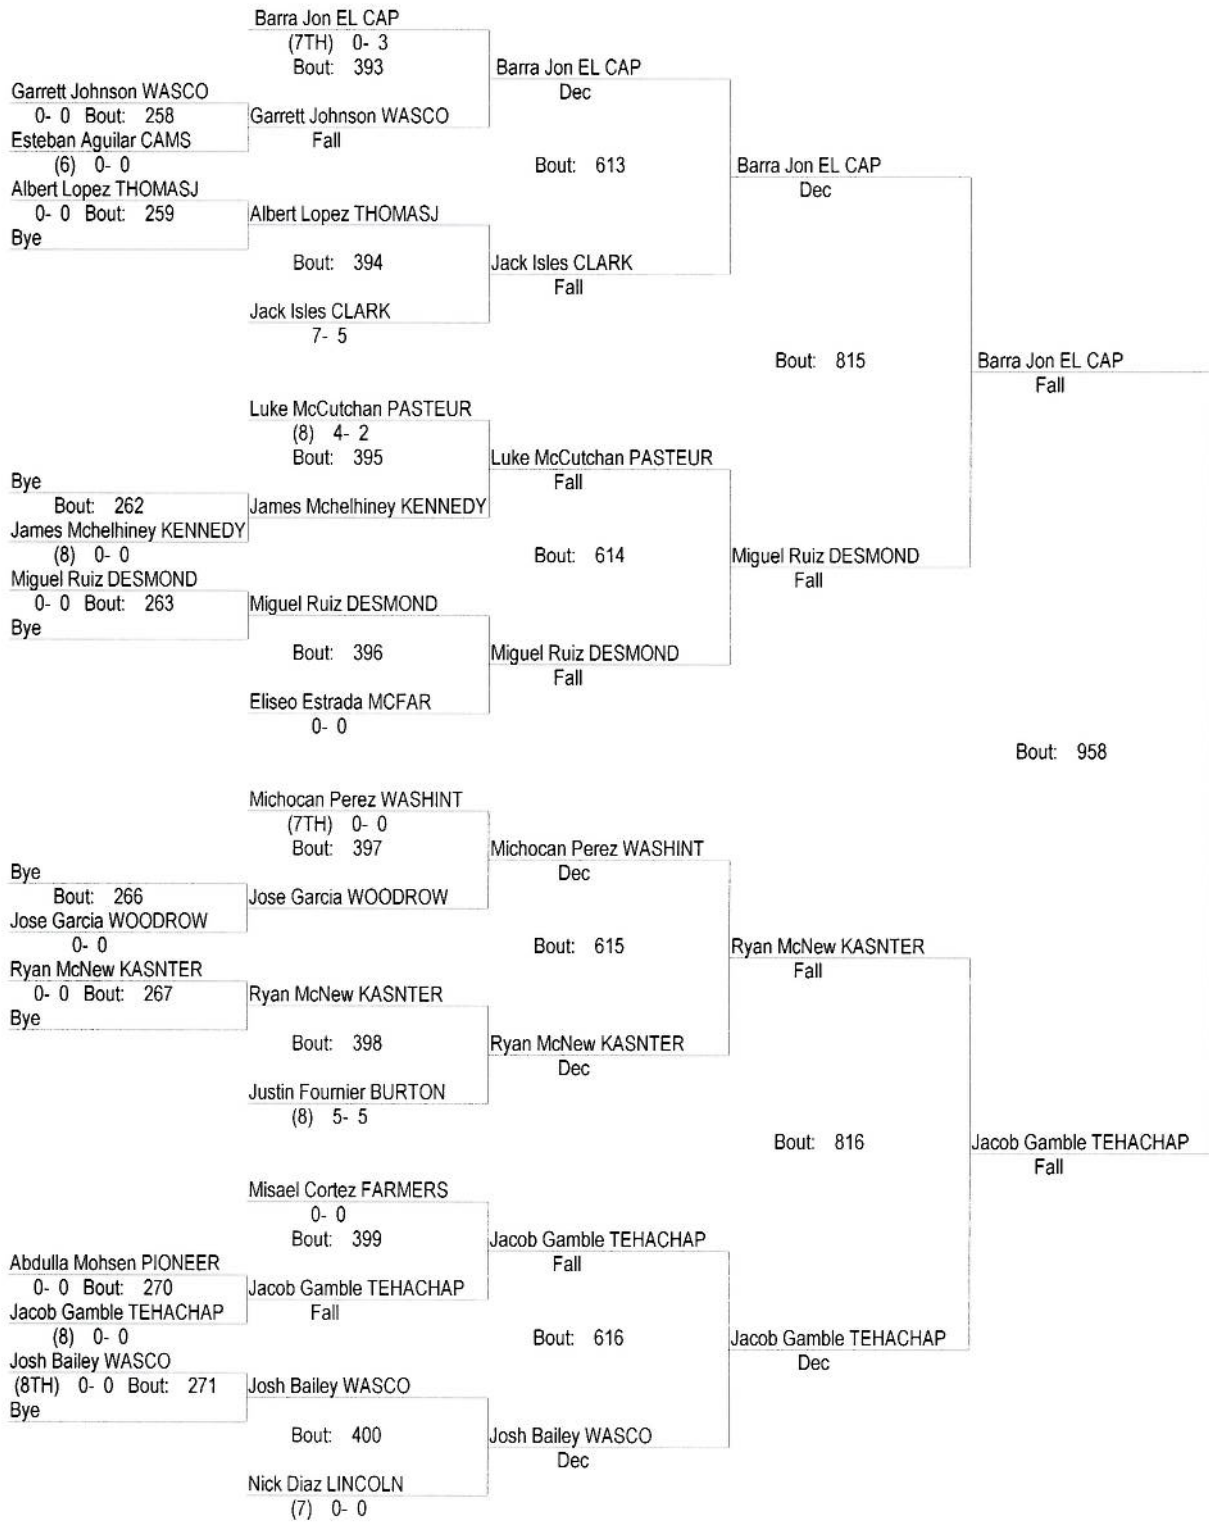 Barra Jon EL CAP
(7TH) 0- 3
Bout: 393
Barra Jon EL CAP
Dec
Garrett Johnson WASCO
0- 0 Bout: 258
Garrett Johnson WASCO
Fall
Esteban Aguilar CAMS
(6) 0- 0
Bout: 613
Barra Jon EL CAP
Dec
Albert Lopez THOMASJ
0- 0 Bout: 259
Albert Lopez THOMASJ
Bye
Bout: 394
Jack Isles CLARK
Fall
Jack Isles CLARK
7- 5
Bout: 815
Barra Jon EL CAP
Fall
Luke McCutchan PASTEUR
(8) 4- 2
Bout: 395
Luke McCutchan PASTEUR
Fall
Bye
Bout: 262
James Mchelhiney KENNEDY
James Mchelhiney KENNEDY
(8) 0- 0
Bout: 614
Miguel Ruiz DESMOND
Fall
Miguel Ruiz DESMOND
0- 0 Bout: 263
Miguel Ruiz DESMOND
Bye
Bout: 396
Miguel Ruiz DESMOND
Fall
Eliseo Estrada MCFAR
0- 0
Bout: 958
Michocan Perez WASHINT
(7TH) 0- 0
Bout: 397
Michocan Perez WASHINT
Dec
Bye
Bout: 266
Jose Garcia WOODROW
Jose Garcia WOODROW
0- 0
Bout: 615
Ryan McNew KASNTER
Fall
Ryan McNew KASNTER
0- 0 Bout: 267
Ryan McNew KASNTER
Bye
Bout: 398
Ryan McNew KASNTER
Dec
Justin Fournier BURTON
(8) 5- 5
Bout: 816
Jacob Gamble TEHACHAP
Fall
Misael Cortez FARMERS
0- 0
Bout: 399
Jacob Gamble TEHACHAP
Fall
Abdulla Mohsen PIONEER
0- 0 Bout: 270
Jacob Gamble TEHACHAP
Fall
Jacob Gamble TEHACHAP
(8) 0- 0
Bout: 616
Jacob Gamble TEHACHAP
Dec
Josh Bailey WASCO
(8TH) 0- 0 Bout: 271
Josh Bailey WASCO
Bye
Bout: 400
Josh Bailey WASCO
Dec
Nick Diaz LINCOLN
(7) 0- 0